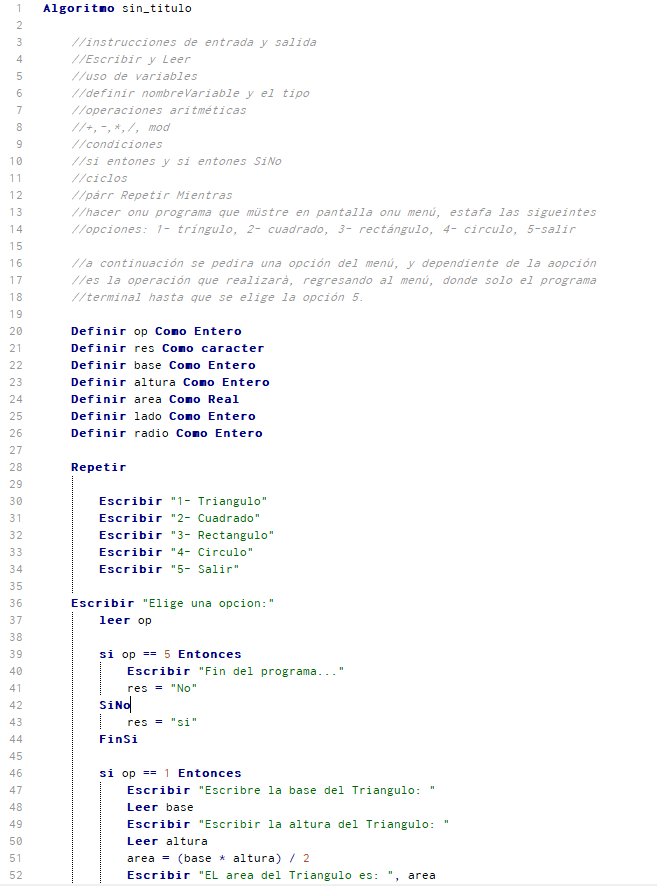 1 Algoritmo sin_titulo
2
3 //instrucciones de entrada y salida
4 //Escribir y Leer
5 //uso de variables
6 //definir nombreVariable y el tipo
7 //operaciones aritméticas
8 //+,-,*,/, mod
9 //condiciones
10 //si entones y si entones SiNo
11 //ciclos
12 //párr Repetir Mientras
13 //hacer onu programa que müstre en pantalla onu menú, estafa las sigueintes
14 //opciones: 1- tríngulo, 2- cuadrado, 3- rectángulo, 4- circulo, 5-salir
15
16 //a continuación se pedira una opción del menú, y dependiente de la aopción
17 //es la operación que realizarà, regresando al menú, donde solo el programa
18 //terminal hasta que se elige la opción 5.
19
20 Definir op Como Entero
21 Definir res Como caracter
22 Definir base Como Entero
23 Definir altura Como Entero
24 Definir area Como Real
25 Definir lado Como Entero
26 Definir radio Como Entero
27
28 Repetir
29
30 Escribir "1- Triangulo"
31 Escribir "2- Cuadrado"
32 Escribir "3- Rectangulo"
33 Escribir "4- Circulo"
34 Escribir "5- Salir"
35
36 Escribir "Elige una opcion:"
37 leer op
38
39 si op == 5 Entonces
40 Escribir "Fin del programa..."
41 res = "No"
42 SiNo
43 res = "si"
44 FinSi
45
46 si op == 1 Entonces
47 Escribir "Escribre la base del Triangulo: "
48 Leer base
49 Escribir "Escribir la altura del Triangulo: "
50 Leer altura
51 area = (base * altura) / 2
52 Escribir "EL area del Triangulo es: ", area